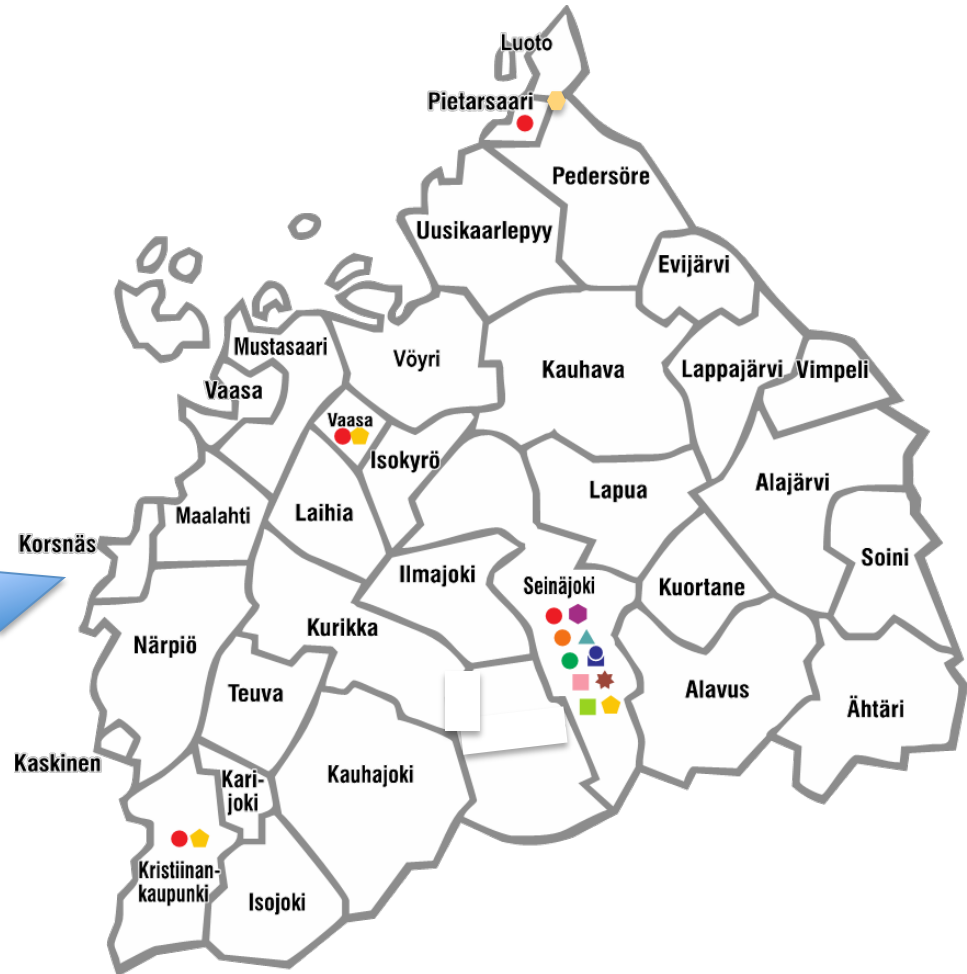 Luoto
Pietarsaari
Pedersöre
Uusikaarlepyy
Evijärvi
Mustasaari
Vöyri
Kauhava
Lappajärvi
Vimpeli
Vaasa
Vaasa
Isokyrö
Lapua
Alajärvi
Maalahti
Laihia
Korsnäs
Ilmajoki
Seinäjoki
Kuortane
Soini
Närpiö
Kurikka
Teuva
Alavus
Ähtäri
Kaskinen
Kari-
joki
Kauhajoki
Kristiinan-
kaupunki
Isojoki